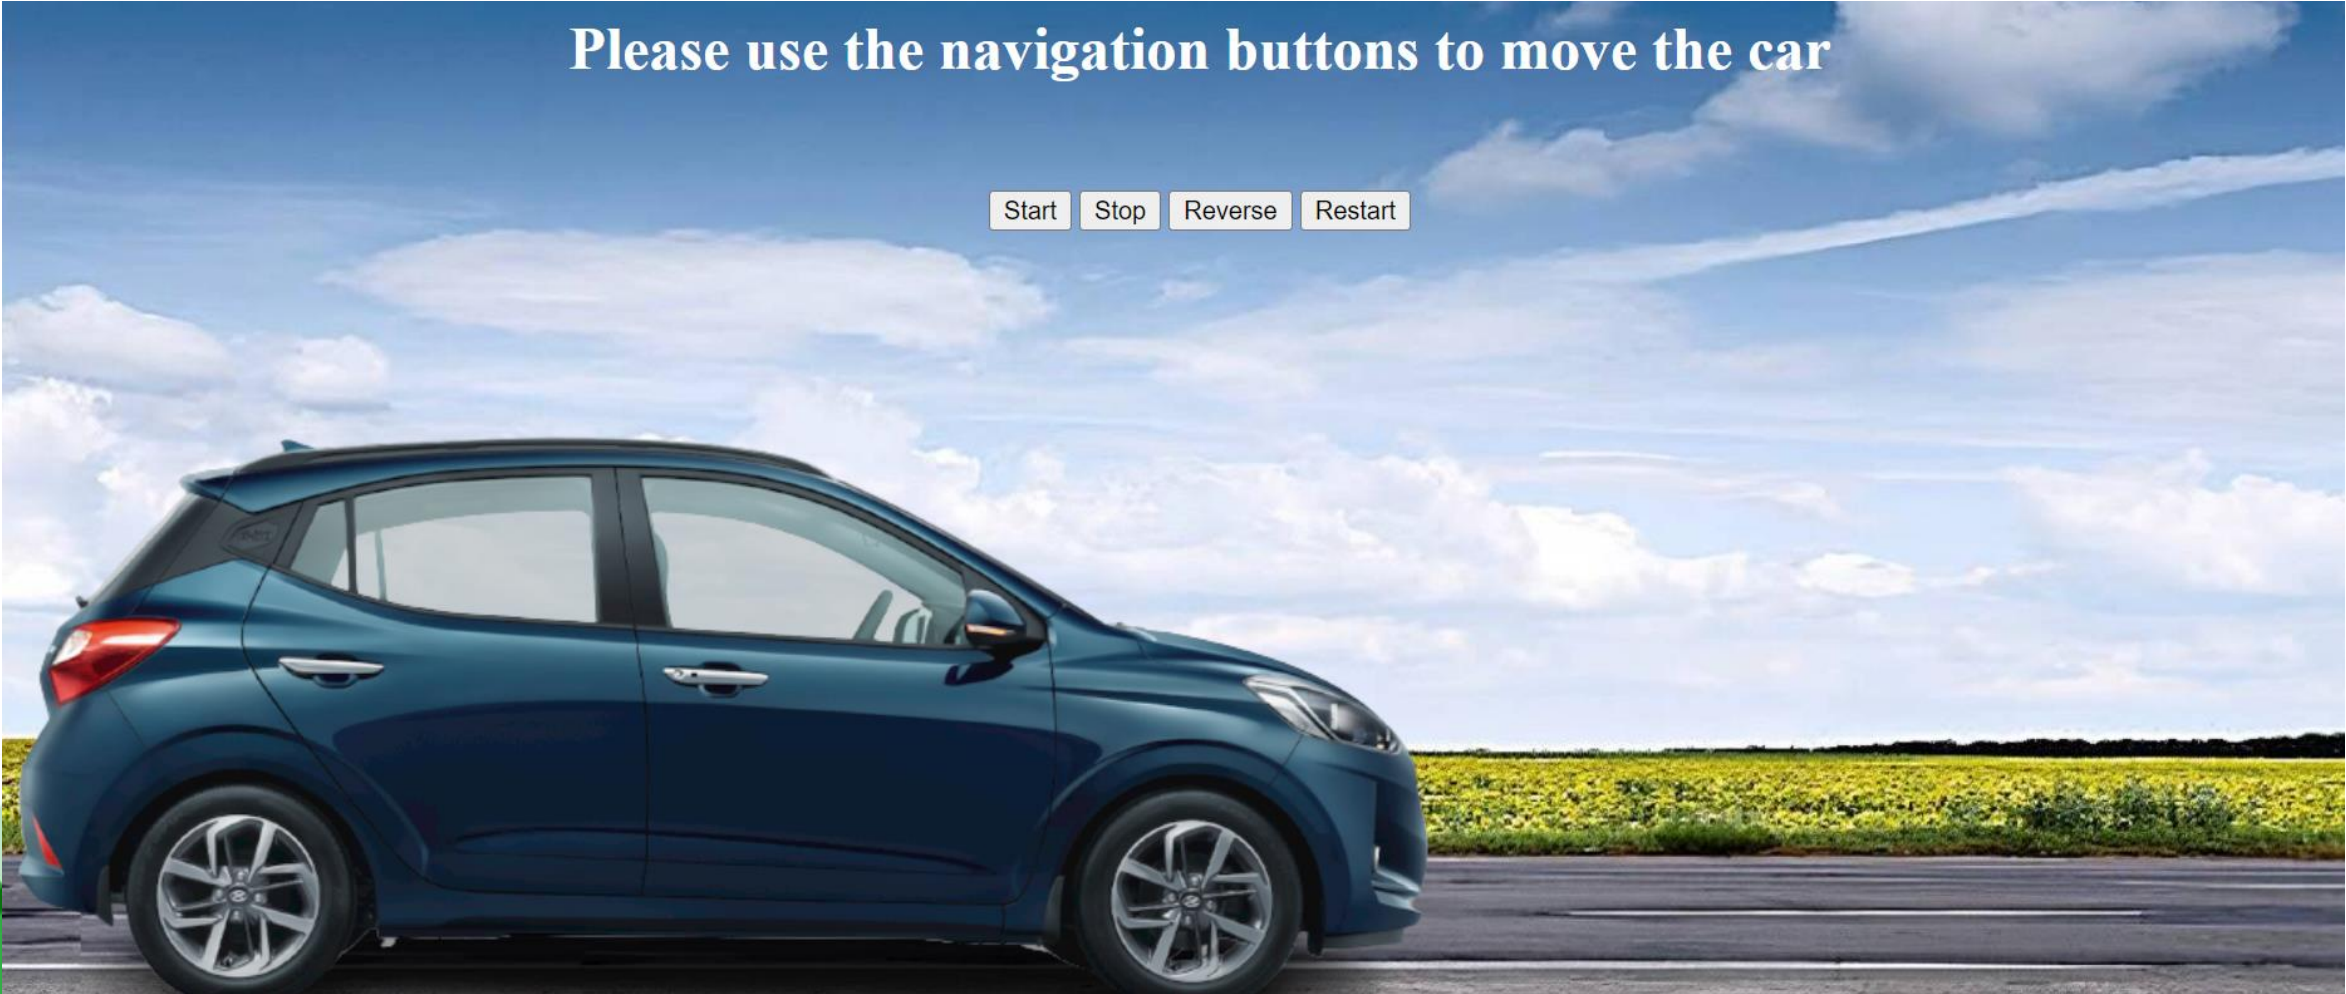 Please use the navigation buttons to move the car
Start Stop Reverse Restart